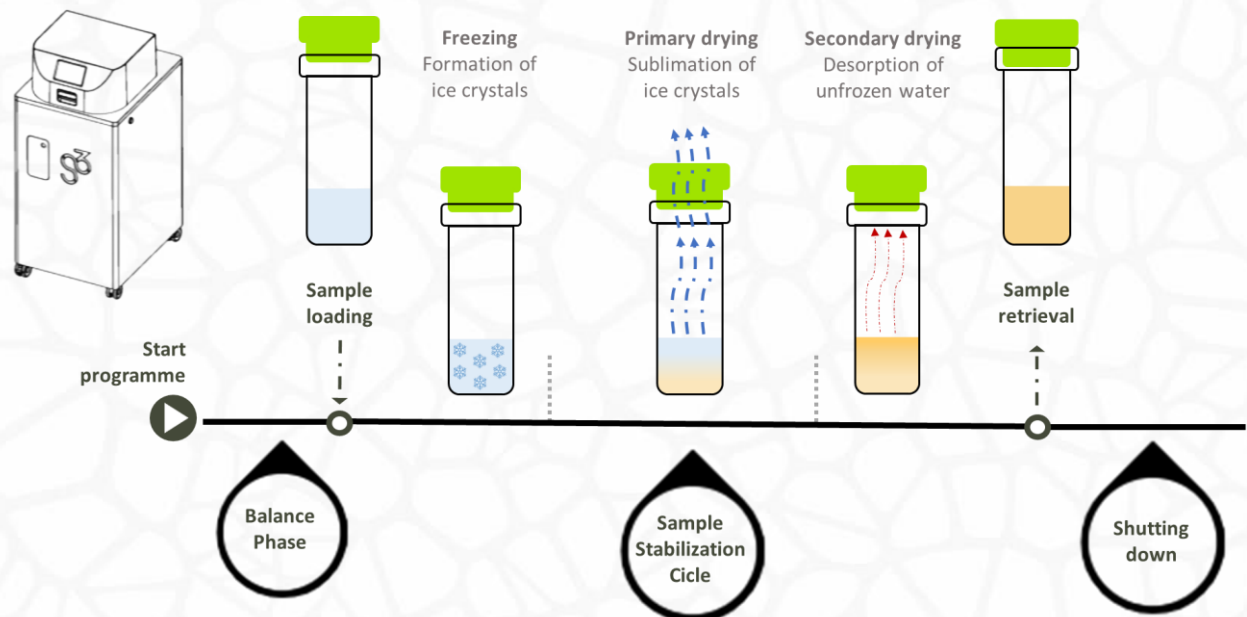 Freezing
Formation of
ice crystals
Primary drying
Sublimation of
ice crystals
Secondary drying
Desorption of
unfrozen water
S3
Sample
loading
Sample
retrieval
Start
programme
Balance
Phase
Sample
Stabilization
Cicle
Shutting
down